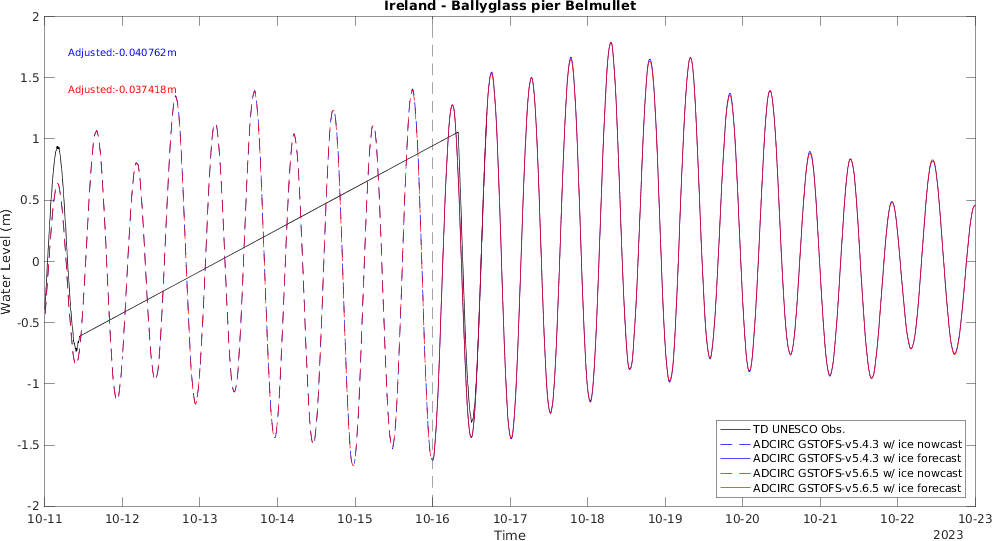 Ireland - Ballyglass pier Belmullet
Adjusted:-0.040762m
Adjusted:-0.037418m
Water Level (m)
2
1.5
1
0.5
0
-0.5
-1
-1.5
-2
TD UNESCO Obs.
ADCIRC GSTOFS-v5.4.3 w/ ice nowcast
ADCIRC GSTOFS-v5.4.3 w/ ice forecast
ADCIRC GSTOFS-v5.6.5 w/ ice nowcast
ADCIRC GSTOFS-v5.6.5 w/ ice forecast
10-11 10-12 10-13 10-14 10-15 10-16 10-17 10-18 10-19 10-20 10-21 10-22 10-23
Time
2023